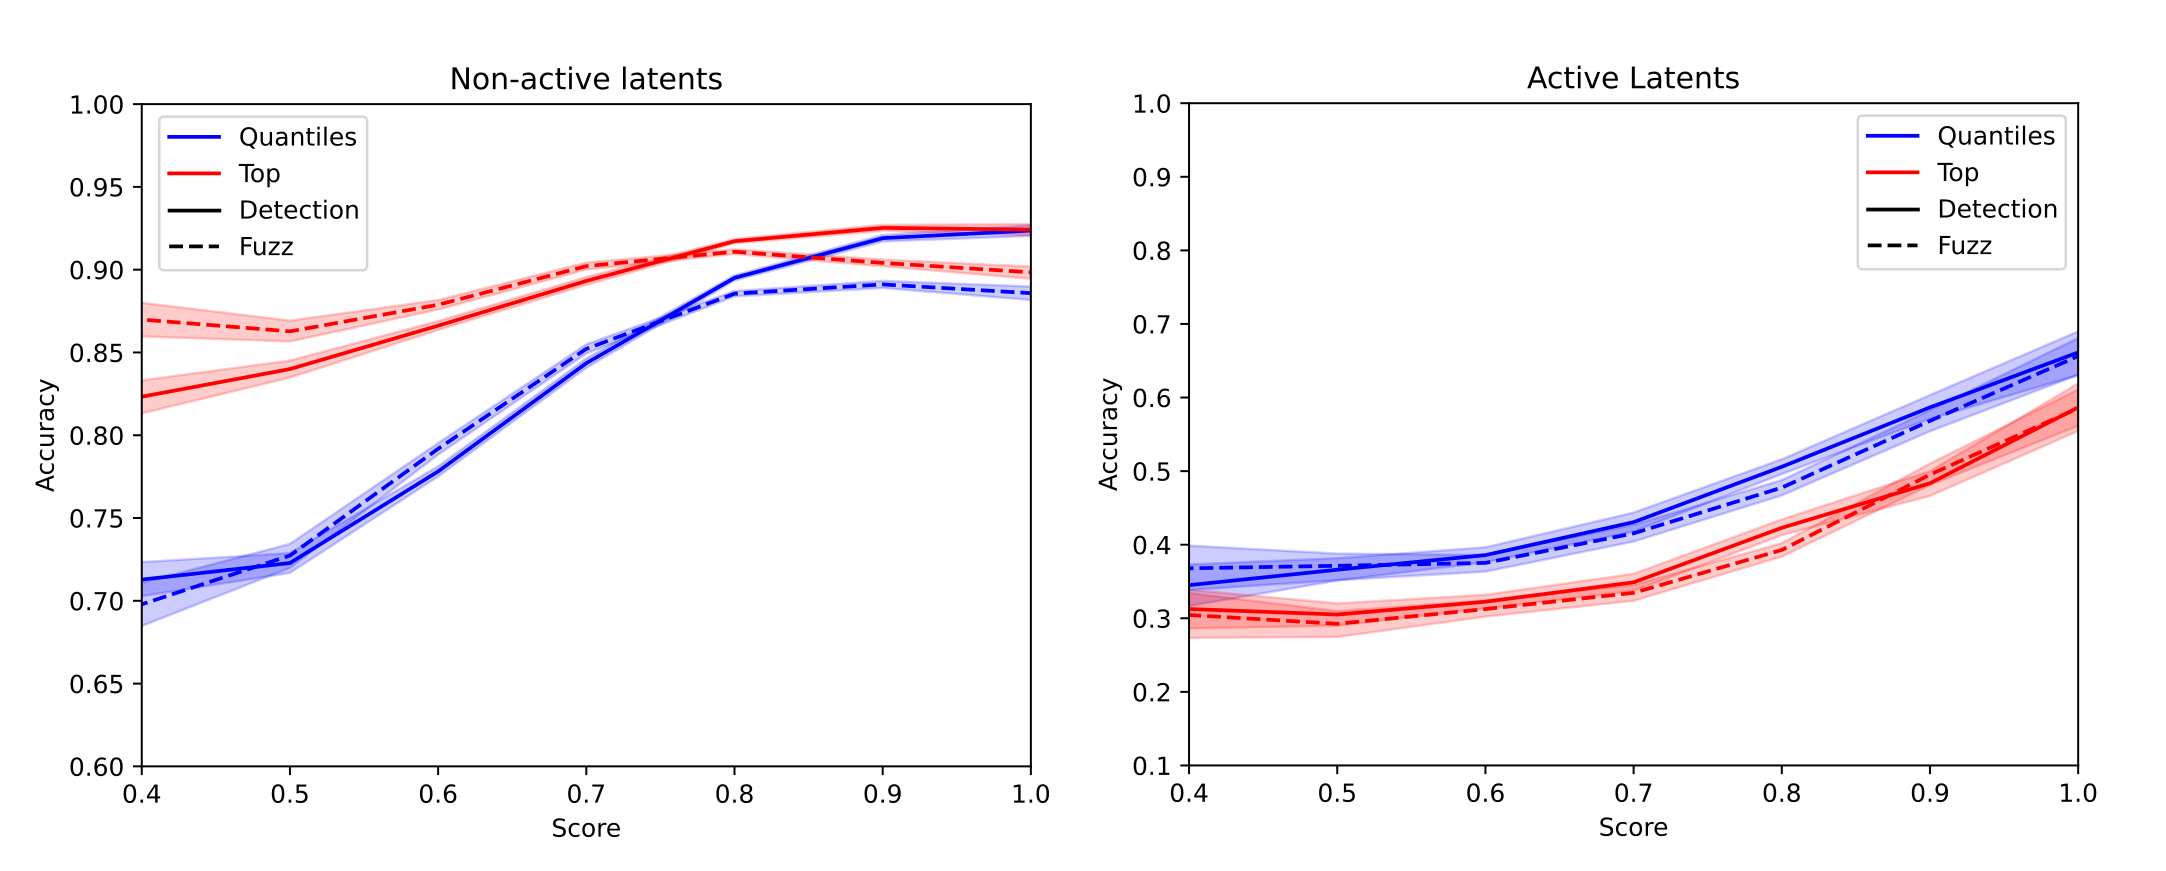 Non-active latents
1.00
0.95
0.90
0.85
0.80
0.75
0.70
0.65
0.60
Accuracy
Quantiles
Top
Detection
Fuzz
0.4 0.5 0.6 0.7 0.8 0.9 1.0
Score
Active Latents
1.0
0.9
0.8
0.7
0.6
0.5
0.4
0.3
0.2
0.1
Accuracy
Quantiles
Top
Detection
Fuzz
0.4 0.5 0.6 0.7 0.8 0.9 1.0
Score